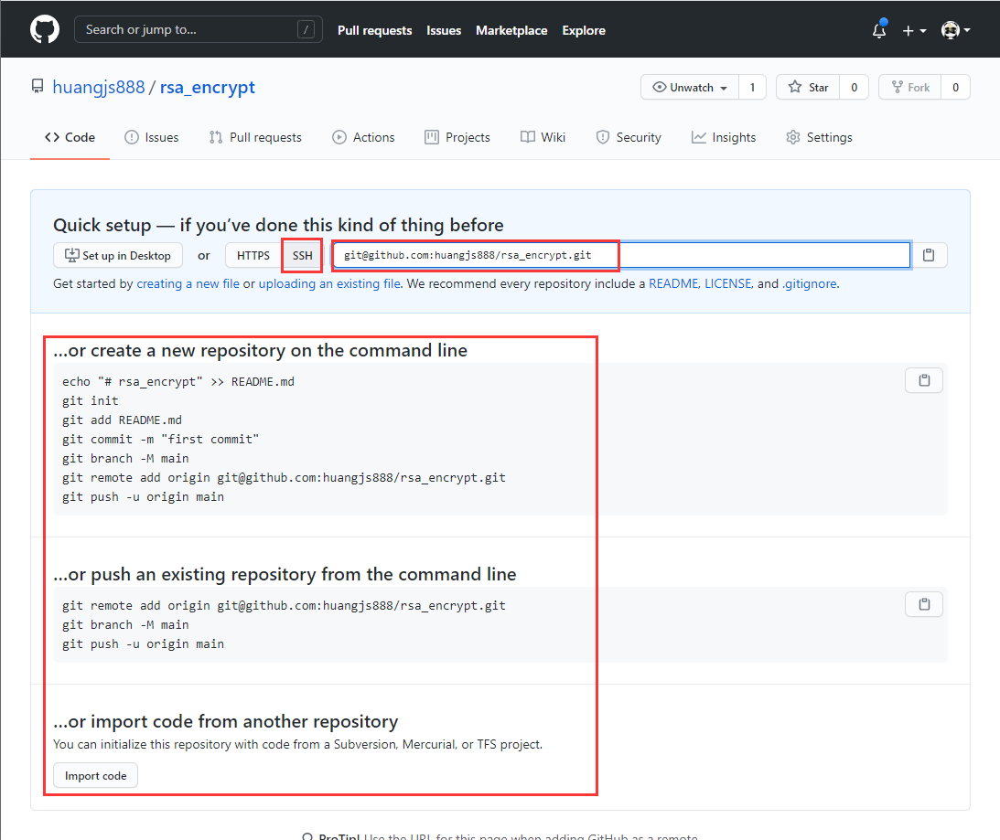 Search or jump to... /
Pull requests Issues Marketplace Explore
huangjs888 / rsa_encrypt
Unwatch 1 Star 0 Fork 0
Code Issues Pull requests Actions Projects Wiki Security Insights Settings
Quick setup — if you've done this kind of thing before
Set up in Desktop or HTTPS SSH git@github.com:huangjs888/rsa_encrypt.git
Get started by creating a new file or uploading an existing file. We recommend every repository include a README, LICENSE, and .gitignore.
...or create a new repository on the command line
echo "# rsa_encrypt" >> README.md
git init
git add README.md
git commit -m "first commit"
git branch -M main
git remote add origin git@github.com:huangjs888/rsa_encrypt.git
git push -u origin main
...or push an existing repository from the command line
git remote add origin git@github.com:huangjs888/rsa_encrypt.git
git branch -M main
git push -u origin main
...or import code from another repository
You can initialize this repository with code from a Subversion, Mercurial, or TFS project.
Import code
ProTip! Use the URL for this page when adding GitHub as a remote.